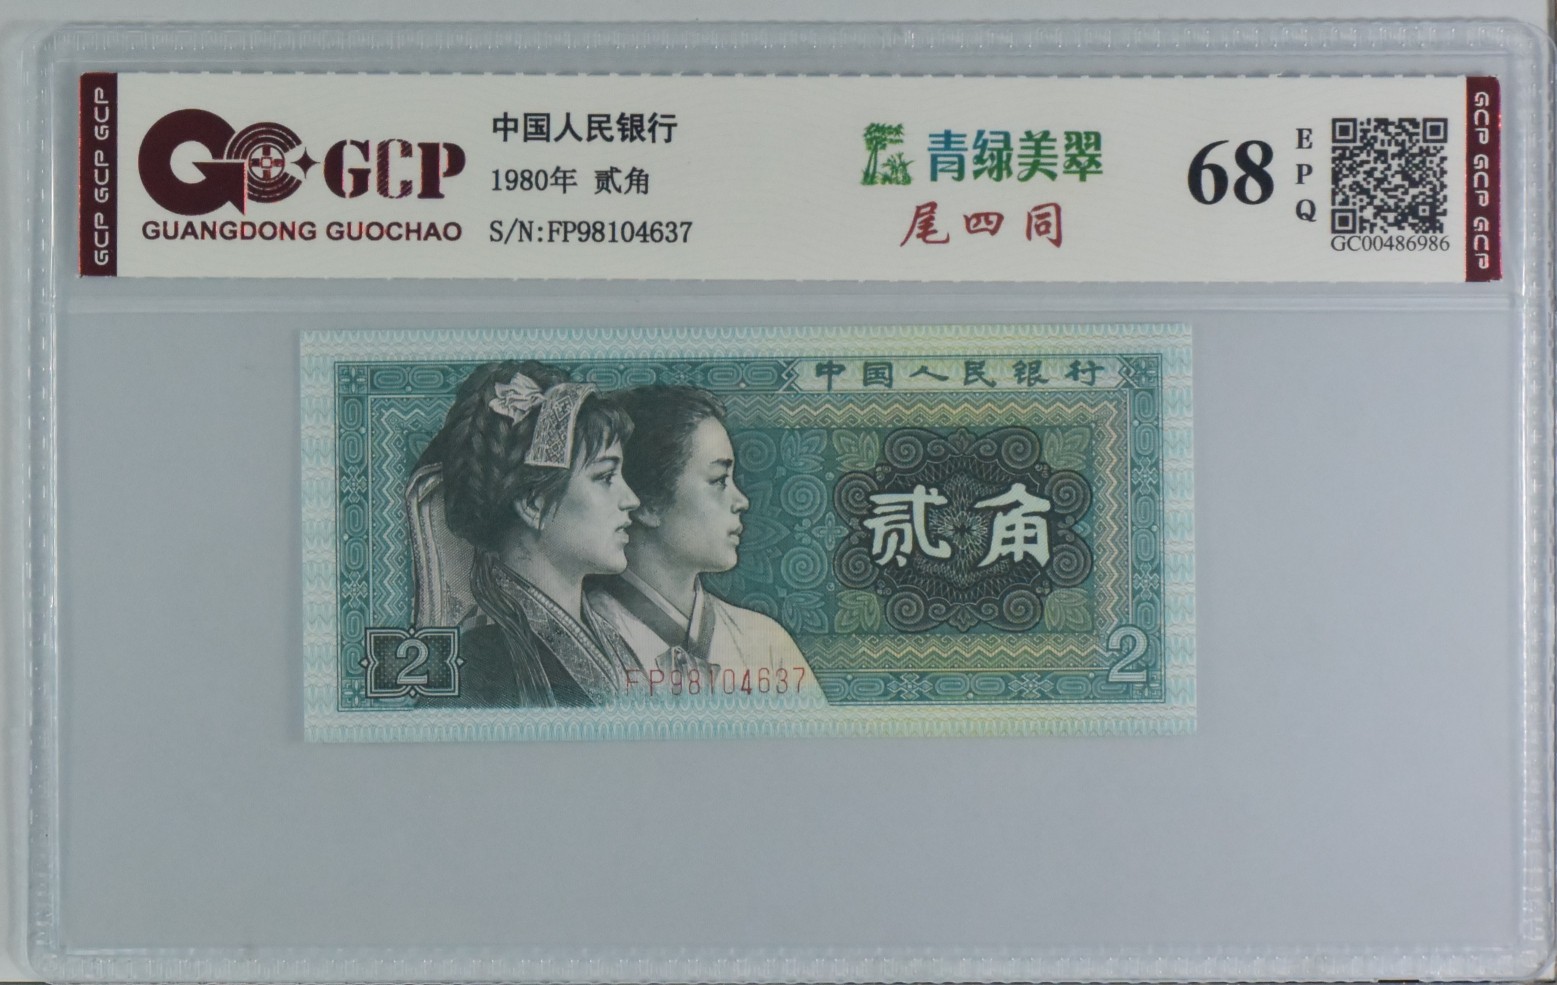 GCP GCP GCP
GCP
GUANGDONG GUOCHAO
中国人民银行
1980年 贰角
S/N:FP98104637
青绿美翠
尾四同
68
E
P
Q
GC00486986
GCP GCP GCP
中国人民银行
贰角
2
FP98104637
2